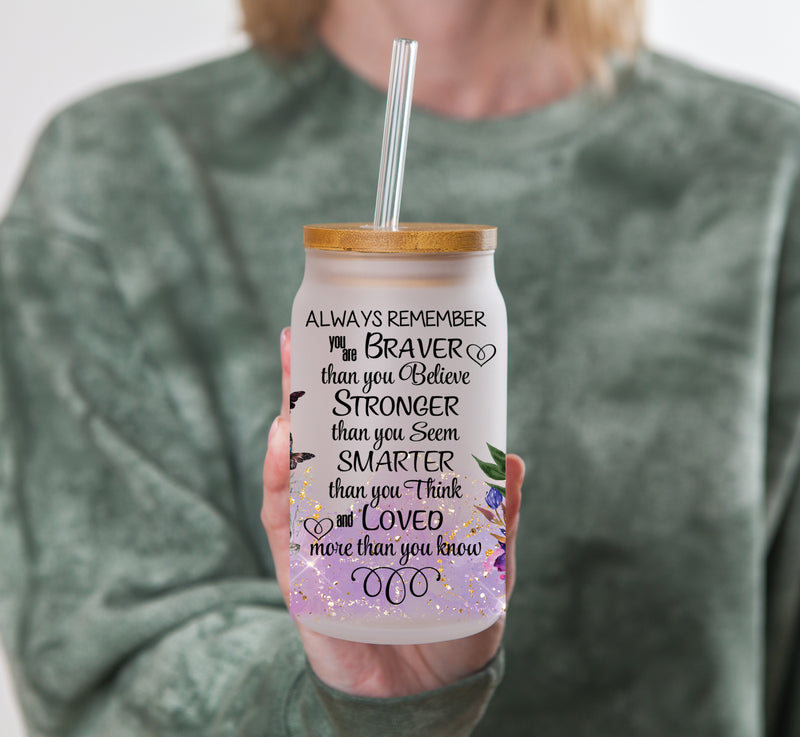 ALWAYS REMEMBER
you are BRAVER
than you Believe
STRONGER
than you Seem
SMARTER
than you Think
and LOVED
more than you know